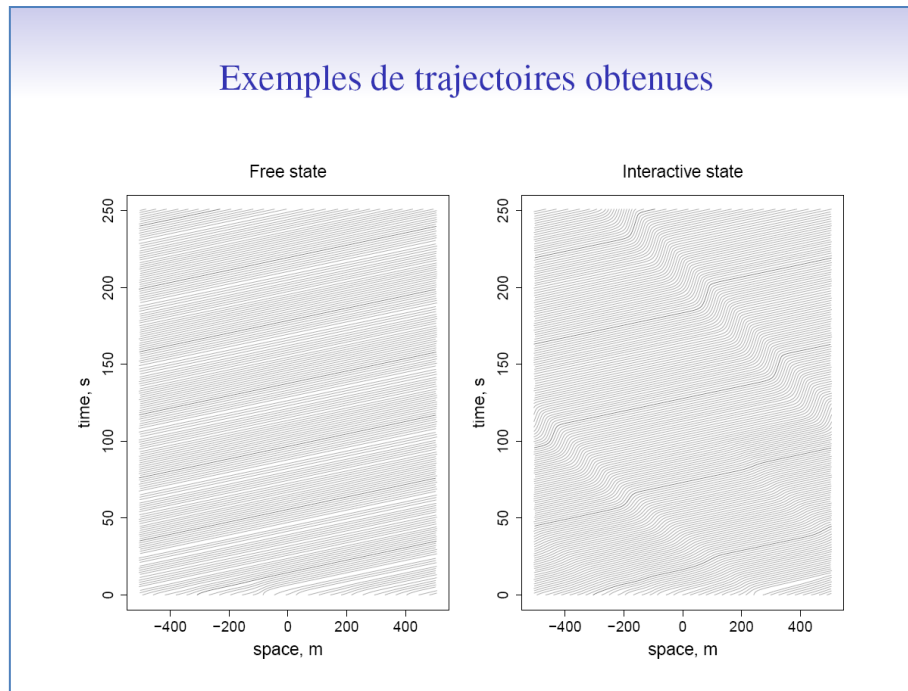 Exemples de trajectoires obtenues
Free state
time, s
250
200
150
100
50
0
−400 −200 0 200 400
space, m
Interactive state
time, s
250
200
150
100
50
0
−400 −200 0 200 400
space, m